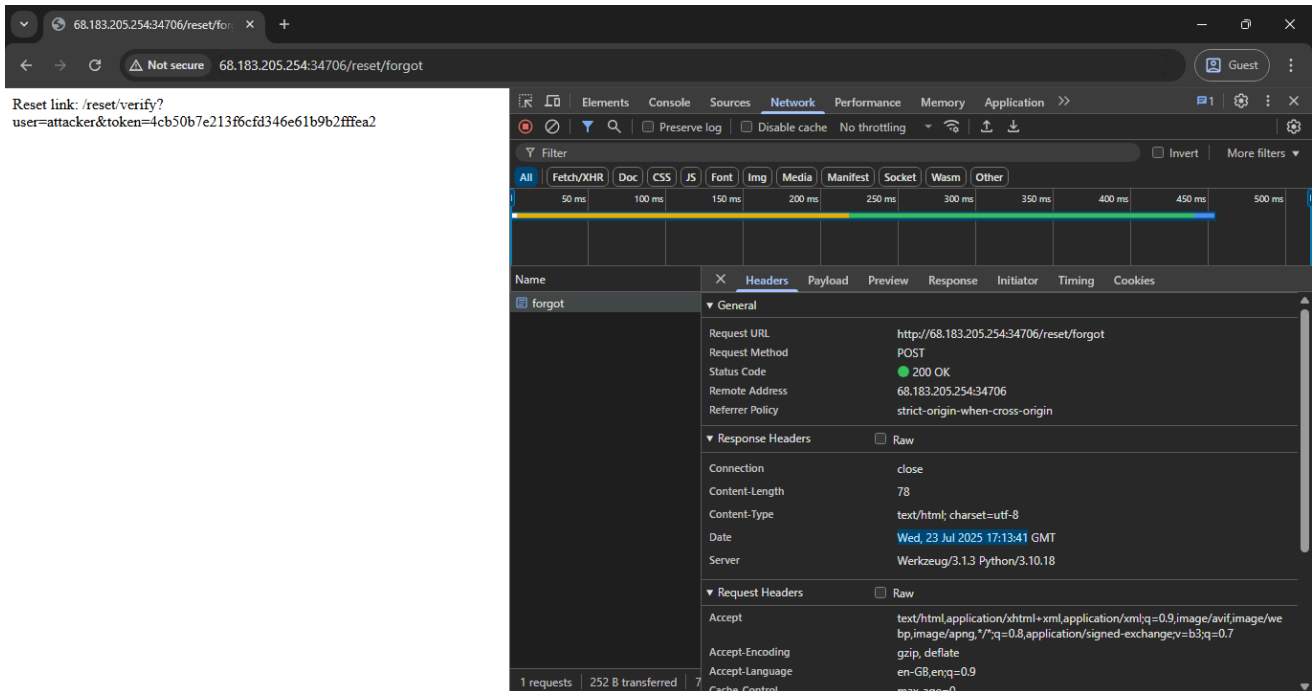 68.183.205.254:34706/reset/for
Not secure 68.183.205.254:34706/reset/forgot Guest
Reset link: /reset/verify?
user=attacker&token=4cb50b7e213f6cfd346e61b9b2fffea2
Elements Console Sources Network Performance Memory Application 1
Preserve log Disable cache No throttling
Filter Invert More filters
All Fetch/XHR Doc CSS JS Font Img Media Manifest Socket Wasm Other
50 ms 100 ms 150 ms 200 ms 250 ms 300 ms 350 ms 400 ms 450 ms 500 ms
Name Headers Payload Preview Response Initiator Timing Cookies
forgot
General
Request URL http://68.183.205.254:34706/reset/forgot
Request Method POST
Status Code 200 OK
Remote Address 68.183.205.254:34706
Referrer Policy strict-origin-when-cross-origin
Response Headers Raw
Connection close
Content-Length 78
Content-Type text/html; charset=utf-8
Date Wed, 23 Jul 2025 17:13:41 GMT
Server Werkzeug/3.1.3 Python/3.10.18
Request Headers Raw
Accept text/html,application/xhtml+xml,application/xml;q=0.9,image/avif,image/we
bp,image/apng,*/*;q=0.8,application/signed-exchange;v=b3;q=0.7
Accept-Encoding gzip, deflate
Accept-Language en-GB,en;q=0.9
Cache-Control max-age=0
1 requests 252 B transferred 7